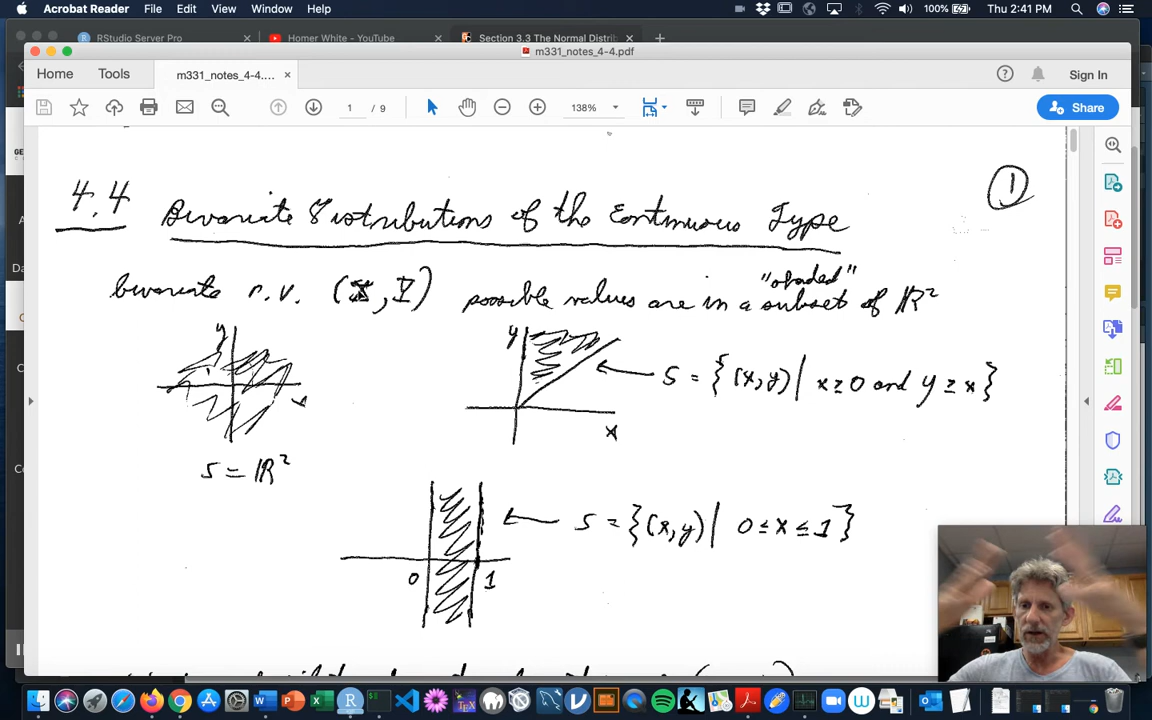 Acrobat Reader File Edit View Window Help 100% Thu 2:41 PM
RStudio Server Pro × Homer White - YouTube × Section 3.3 The Normal Distri × +
m331_notes_4-4.pdf
Home Tools m331_notes_4-4.... × Sign In
1 / 9 138% Share
4.4 Bivariate Distributions of the Continuous Type
1
bivariate r.v. (X, Y) possible values are in a "shaded" subset of ℝ²
y
x
S = ℝ²
y
x
S = {(x,y) | x ≥ 0 and y ≥ x}
0 1
S = {(x,y) | 0 ≤ x ≤ 1}